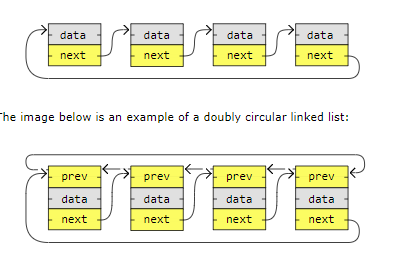 data data data data
next next next next
The image below is an example of a doubly circular linked list:
prev prev prev prev
data data data data
next next next next